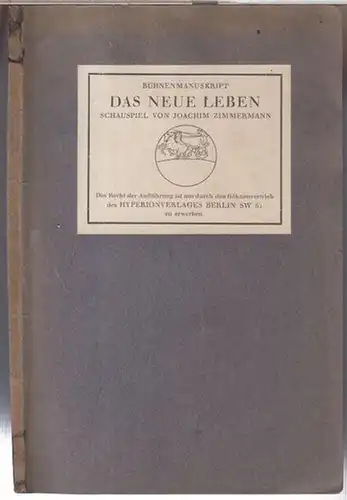 BÜHNENMANUSKRIPT
DAS NEUE LEBEN
SCHAUSPIEL VON JOACHIM ZIMMERMANN
Das Recht der Aufführung ist nur durch den Bühnenvertrieb
des HYPERIONVERLAGES BERLIN SW
zu erwerben